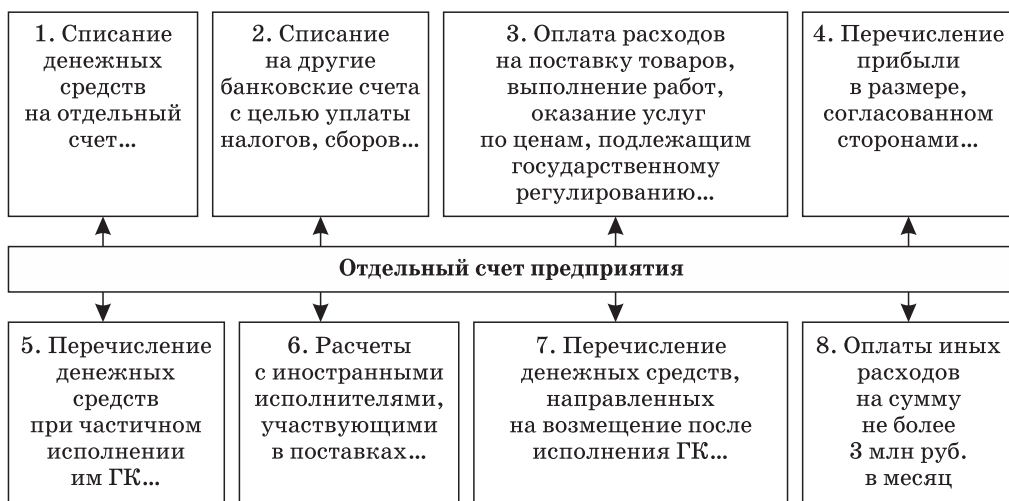 1. Списание
денежных
средств
на отдельный
счет...
2. Списание
на другие
банковские счета
с целью уплаты
налогов, сборов...
3. Оплата расходов
на поставку товаров,
выполнение работ,
оказание услуг
по ценам, подлежащим
государственному
регулированию...
4. Перечисление
прибыли
в размере,
согласованном
сторонами...
Отдельный счет предприятия
5. Перечисление
денежных
средств
при частичном
исполнении
им ГК...
6. Расчеты
с иностранными
исполнителями,
участвующими
в поставках...
7. Перечисление
денежных средств,
направленных
на возмещение после
исполнения ГК...
8. Оплаты иных
расходов
на сумму
не более
3 млн руб.
в месяц